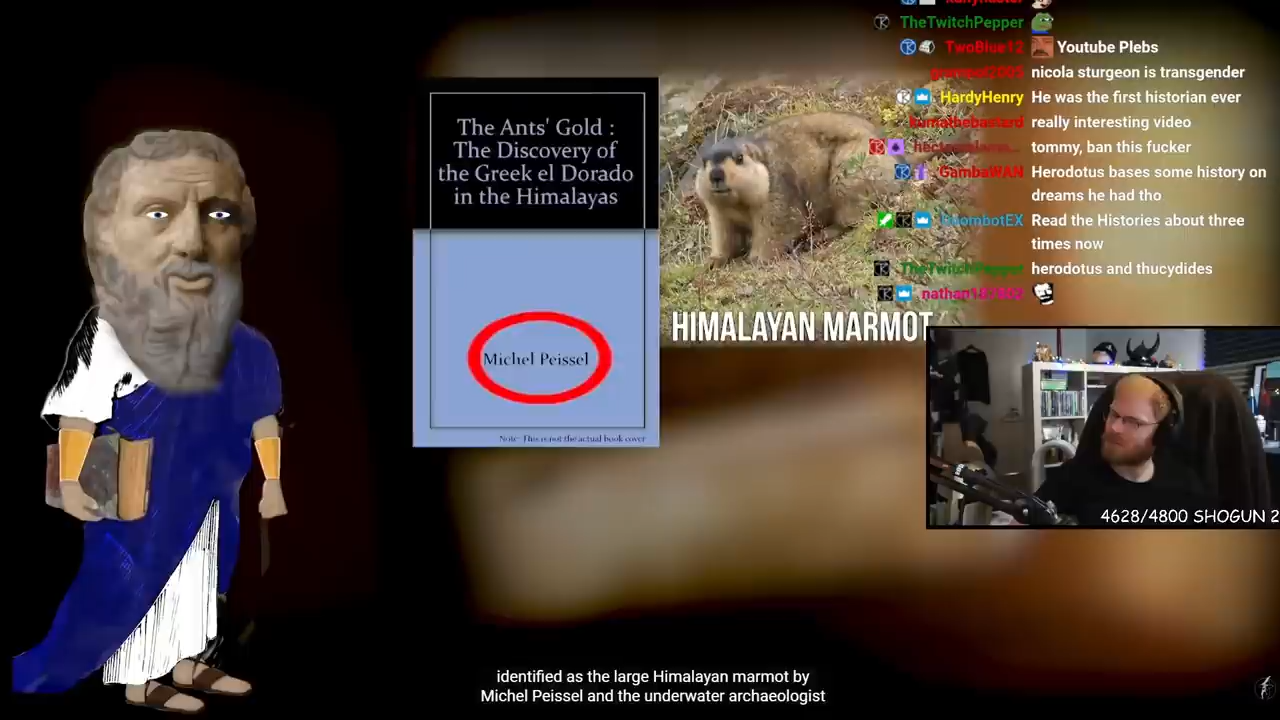 The Ants' Gold :
The Discovery of
the Greek el Dorado
in the Himalayas
Michel Peissel
Note: This is not the actual book cover
HIMALAYAN MARMOT
TheTwitchPepper
TwoBlue12 Youtube Plebs
nicola sturgeon is transgender
HardyHenry He was the first historian ever
kumathebastard really interesting video
tommy, ban this fucker
GambaWAN Herodotus bases some history on
dreams he had tho
BoombotEX Read the Histories about three
times now
TheTwitchPepper herodotus and thucydides
4628/4800 SHOGUN 2
identified as the large Himalayan marmot by
Michel Peissel and the underwater archaeologist